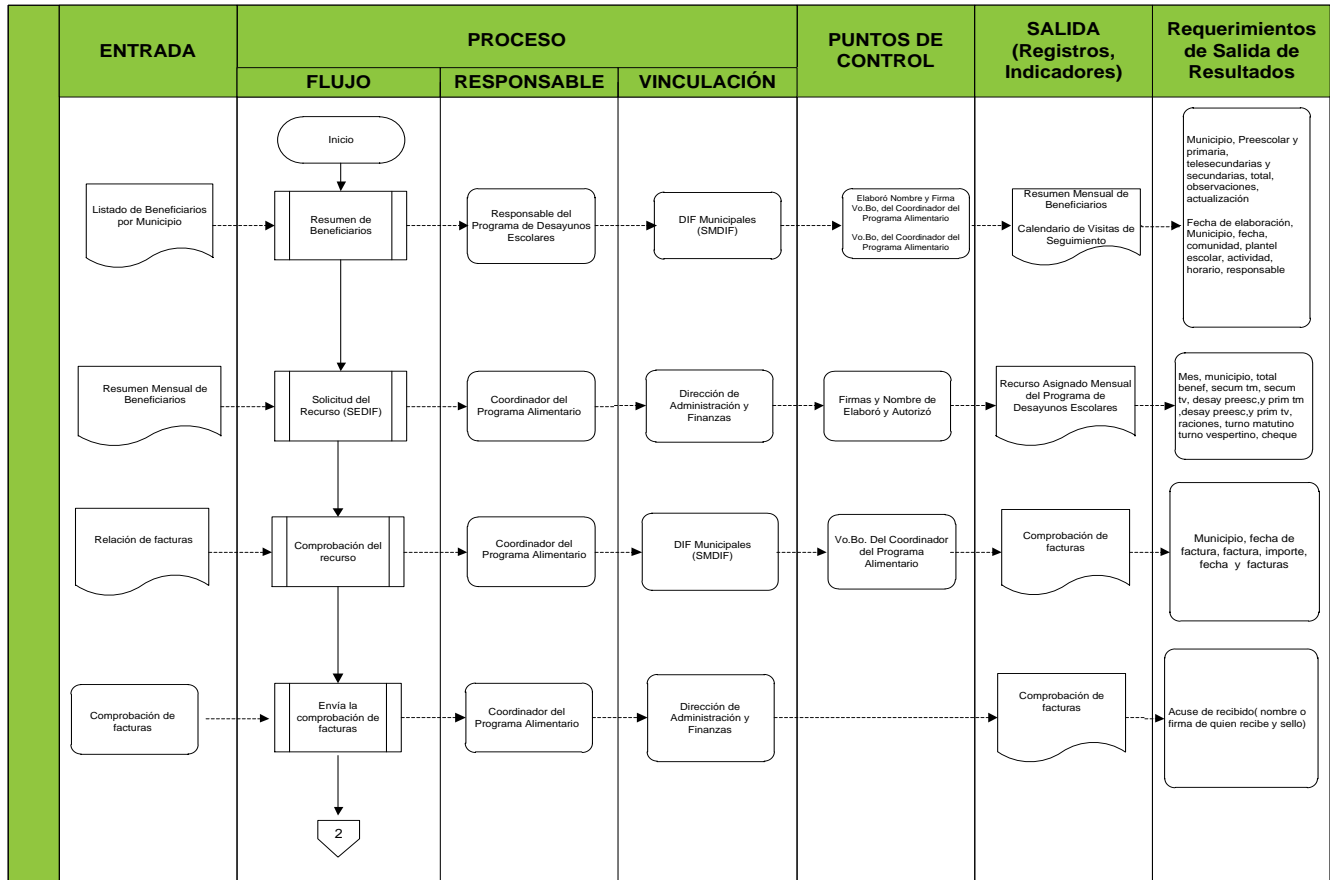 ENTRADA
PROCESO
PUNTOS DE
CONTROL
SALIDA
(Registros,
Indicadores)
Requerimientos
de Salida de
Resultados
FLUJO
RESPONSABLE
VINCULACIÓN
Inicio
Listado de Beneficiarios
por Municipio
Resumen de
Beneficiarios
Responsable del
Programa de Desayunos
Escolares
DIF Municipales
(SMDIF)
Elaboró Nombre y Firma
Vo.Bo, del Coordinador del
Programa Alimentario
Vo.Bo, del Coordinador del
Programa Alimentario
Resumen Mensual de
Beneficiarios
Calendario de Visitas de
Seguimiento
Municipio, Preescolar y
primaria,
telesecundarias y
secundarias, total,
observaciones,
actualización
Fecha de elaboración,
Municipio, fecha,
comunidad, plantel
escolar, actividad,
horario, responsable
Resumen Mensual de
Beneficiarios
Solicitud del
Recurso (SEDIF)
Coordinador del
Programa Alimentario
Dirección de
Administración y
Finanzas
Firmas y Nombre de
Elaboró y Autorizó
Recurso Asignado Mensual
del Programa de
Desayunos Escolares
Mes, municipio, total
benef, secum tm, secum
tv, desay preesc,y prim tm
,desay preesc,y prim tv,
raciones, turno matutino
turno vespertino, cheque
Relación de facturas
Comprobación del
recurso
Coordinador del
Programa Alimentario
DIF Municipales
(SMDIF)
Vo.Bo. Del Coordinador
del Programa
Alimentario
Comprobación de
facturas
Municipio, fecha de
factura, factura, importe,
fecha y facturas
Comprobación de
facturas
Envía la
comprobación de
facturas
Coordinador del
Programa Alimentario
Dirección de
Administración y
Finanzas
Comprobación de
facturas
Acuse de recibido( nombre o
firma de quien recibe y sello)
2